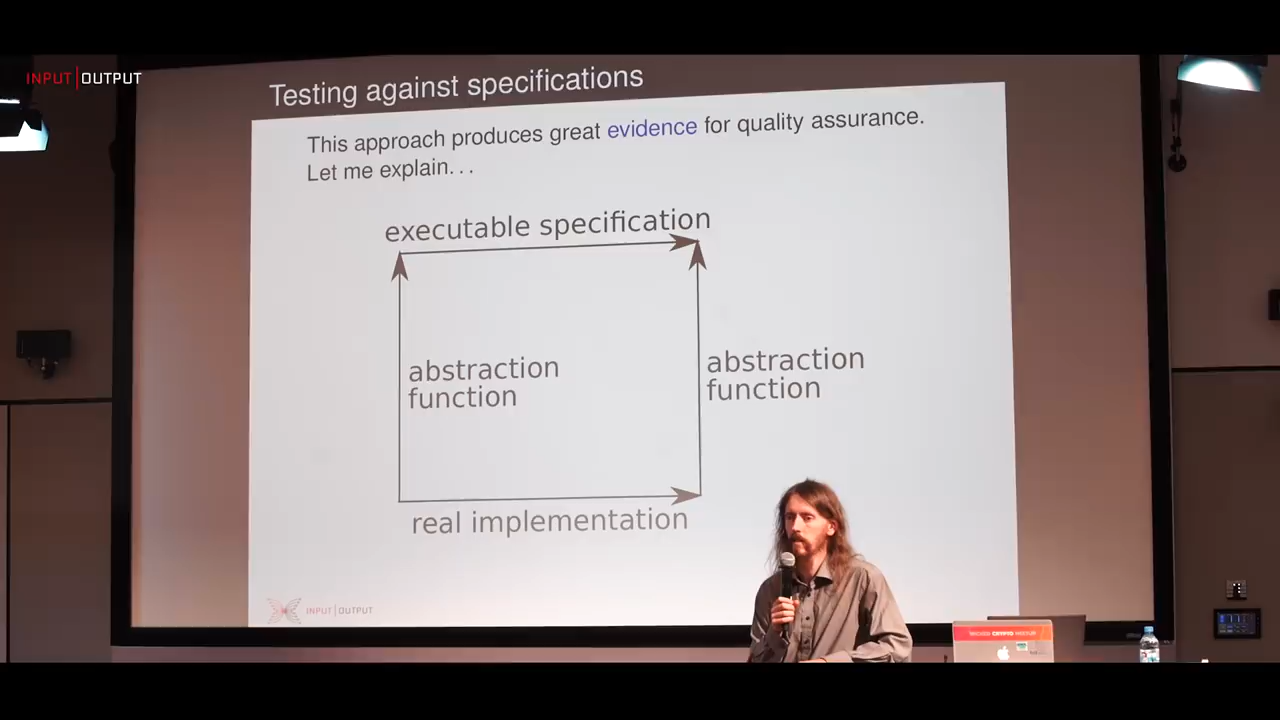 INPUT|OUTPUT
Testing against specifications
This approach produces great evidence for quality assurance.
Let me explain...
executable specification
abstraction
function
abstraction
function
real implementation
INPUT|OUTPUT